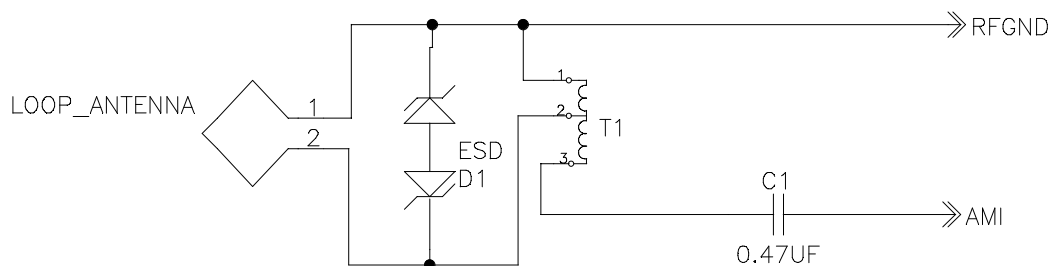 RFGND
LOOP_ANTENNA
1
2
ESD
D1
1
2
3
T1
C1
0.47UF
AMI